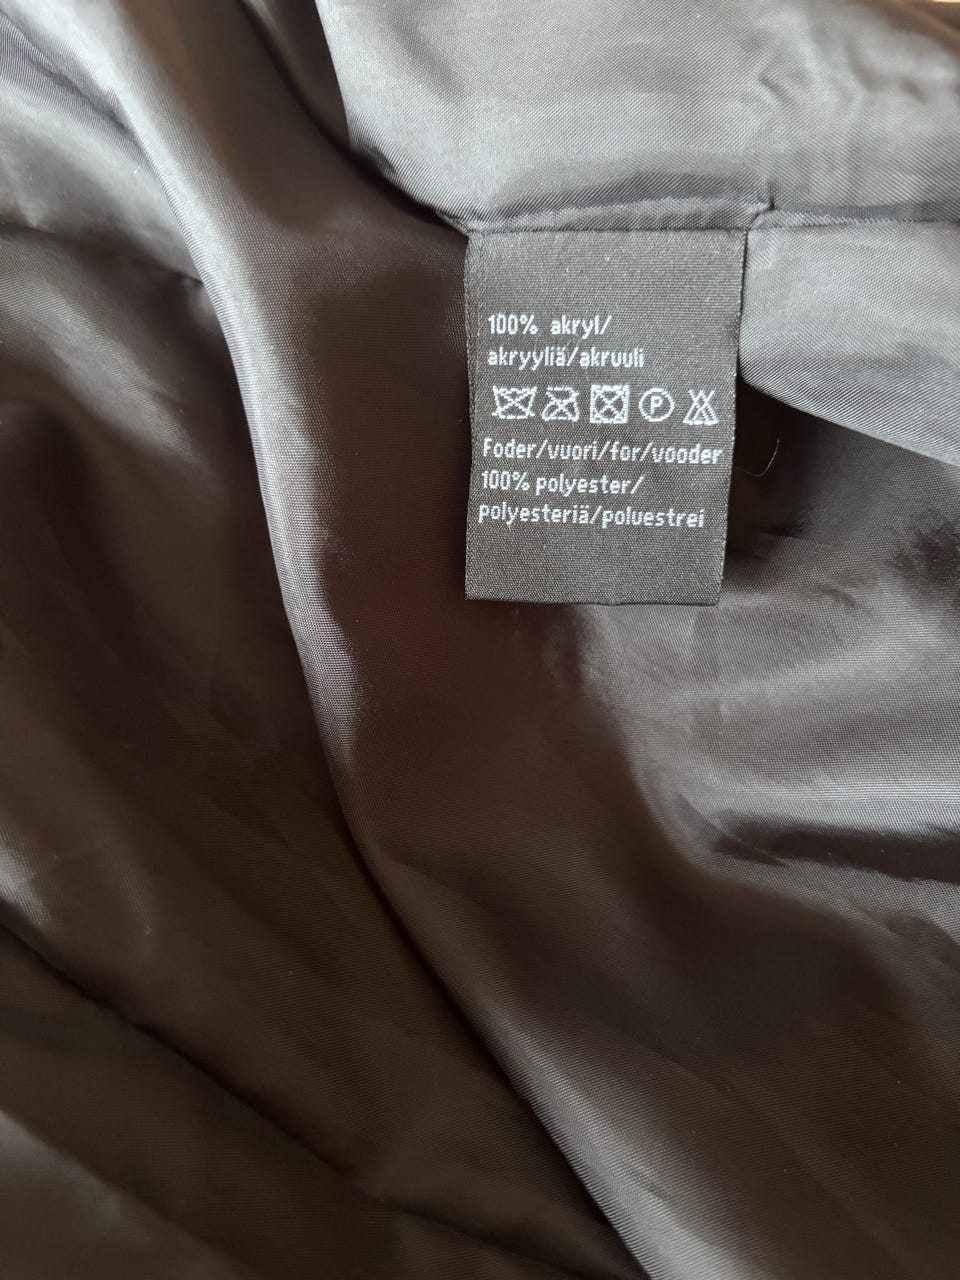 100% akryl/
akryyliä/akruuli
P
Foder/vuori/for/vooder
100% polyester/
polyesteriä/poluestrei